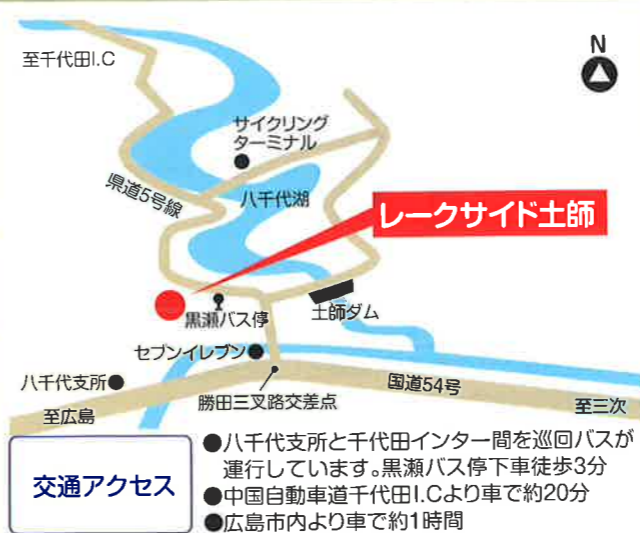 至千代田I.C
N
サイクリング
ターミナル
県道5号線
八千代湖
レークサイド土師
黒瀬バス停
土師ダム
セブンイレブン
八千代支所
国道54号
至広島
勝田三叉路交差点
至三次
交通アクセス
●八千代支所と千代田インター間を巡回バスが
運行しています。黒瀬バス停下車徒歩3分
●中国自動車道千代田I.Cより車で約20分
●広島市内より車で約1時間